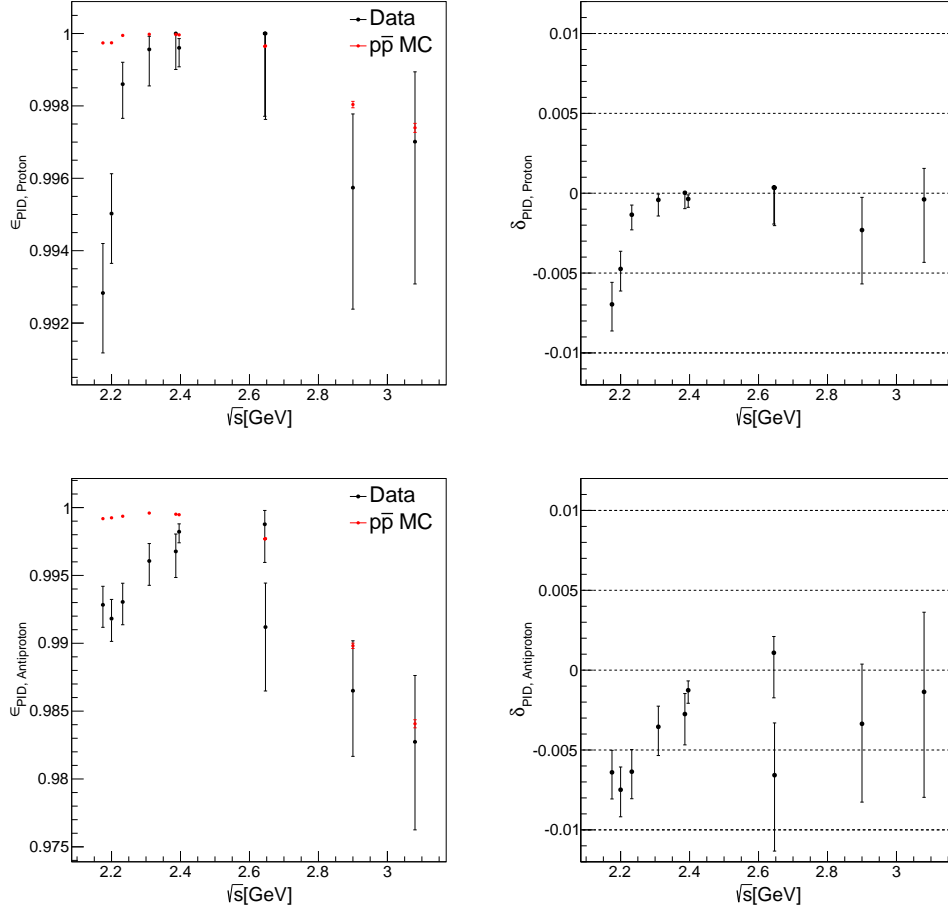 Data
pp̅ MC
1
0.998
0.996
0.994
0.992
ϵPID, Proton
2.2 2.4 2.6 2.8 3
√s[GeV]
0.01
0.005
0
-0.005
-0.01
δPID, Proton
2.2 2.4 2.6 2.8 3
√s[GeV]
Data
pp̅ MC
1
0.995
0.99
0.985
0.98
0.975
ϵPID, Antiproton
2.2 2.4 2.6 2.8 3
√s[GeV]
0.01
0.005
0
-0.005
-0.01
δPID, Antiproton
2.2 2.4 2.6 2.8 3
√s[GeV]